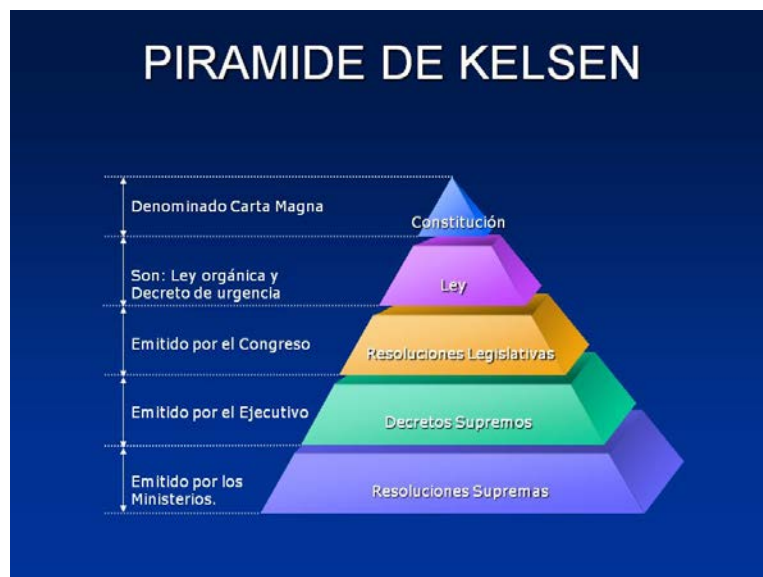 PIRAMIDE DE KELSEN
Denominado Carta Magna
Constitución
Son: Ley orgánica y
Decreto de urgencia
Ley
Emitido por el Congreso
Resoluciones Legislativas
Emitido por el Ejecutivo
Decretos Supremos
Emitido por los
Ministerios.
Resoluciones Supremas